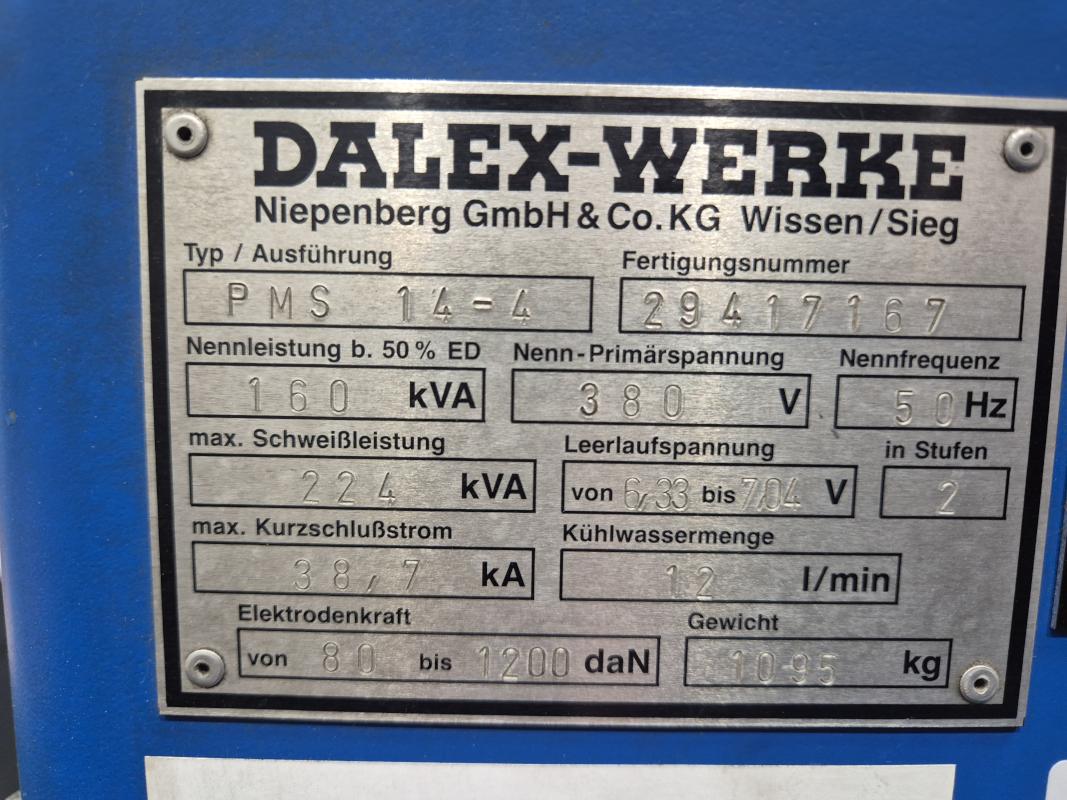 DALEX-WERKE
Niepenberg GmbH & Co. KG Wissen/Sieg
Typ / Ausführung Fertigungsnummer
PMS 14-4 29417167
Nennleistung b. 50% ED Nenn-Primärspannung Nennfrequenz
160 kVA 380 V 50 Hz
max. Schweißleistung Leerlaufspannung in Stufen
224 kVA von 6,33 bis 7,04 V 2
max. Kurzschlußstrom Kühlwassermenge
38,7 kA 12 l/min
Elektrodenkraft Gewicht
von 80 bis 1200 daN 1095 kg